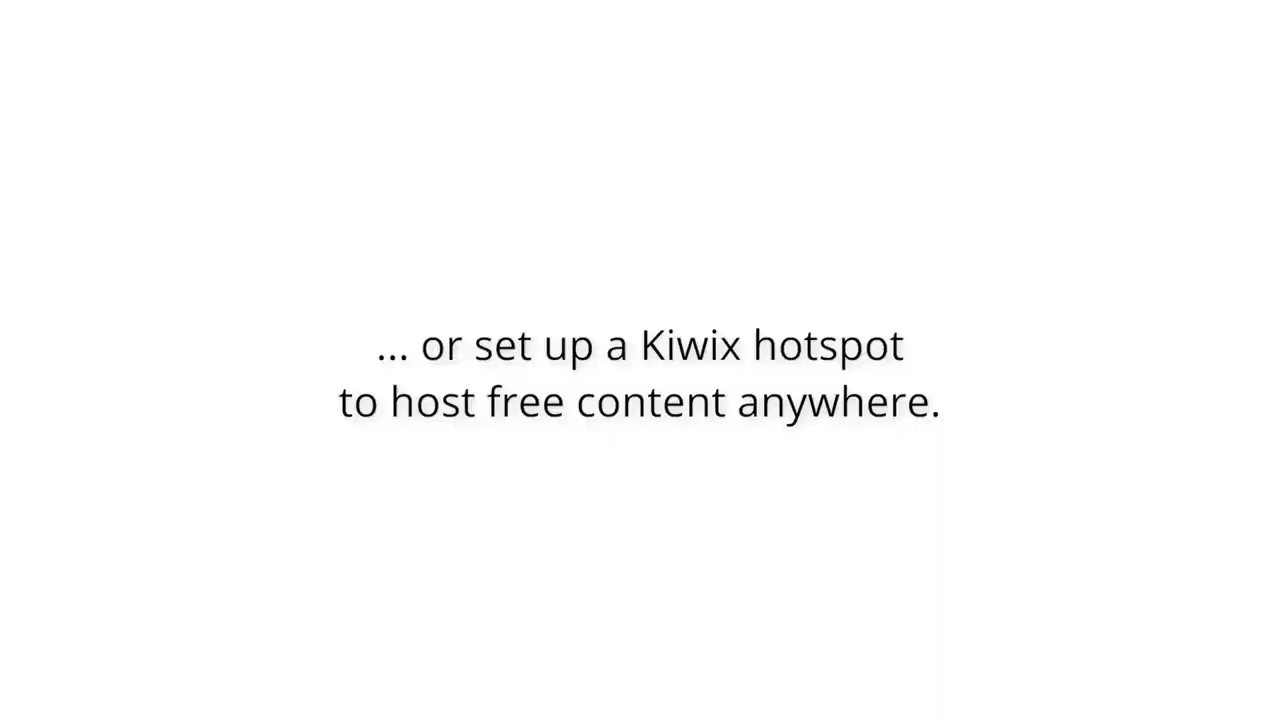 ... or set up a Kiwix hotspot
to host free content anywhere.